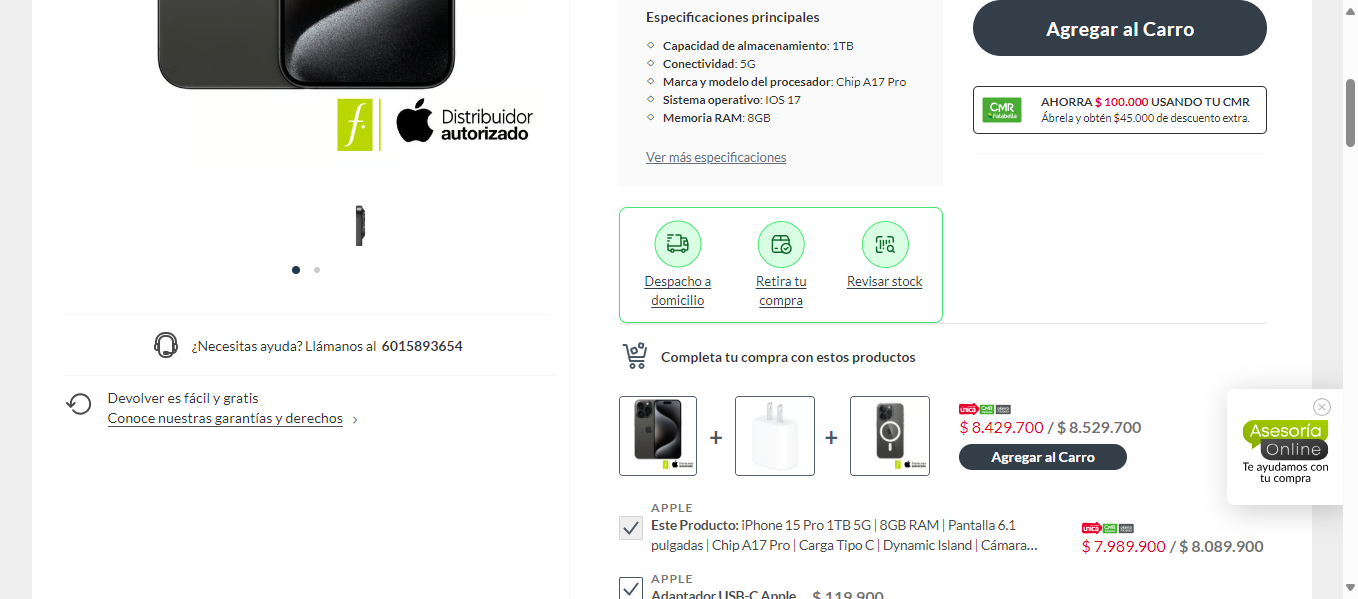 f.
Distribuidor
autorizado
¿Necesitas ayuda? Llámanos al 6015893654
Devolver es fácil y gratis
Conoce nuestras garantías y derechos
Especificaciones principales
Capacidad de almacenamiento: 1TB
Conectividad: 5G
Marca y modelo del procesador: Chip A17 Pro
Sistema operativo: IOS 17
Memoria RAM: 8GB
Ver más especificaciones
Agregar al Carro
CMR
Falabella
AHORRA $ 100.000 USANDO TU CMR
Ábrela y obtén $45.000 de descuento extra.
Despacho a
domicilio
Retira tu
compra
Revisar stock
Completa tu compra con estos productos
+ +
única CMR
$ 8.429.700 / $ 8.529.700
Agregar al Carro
APPLE
Este Producto: iPhone 15 Pro 1TB 5G | 8GB RAM | Pantalla 6.1
pulgadas | Chip A17 Pro | Carga Tipo C | Dynamic Island | Cámara...
única CMR
$ 7.989.900 / $ 8.089.900
APPLE
Adaptador USB-C Apple $ 119.900
Asesoría
Online
Te ayudamos con
tu compra